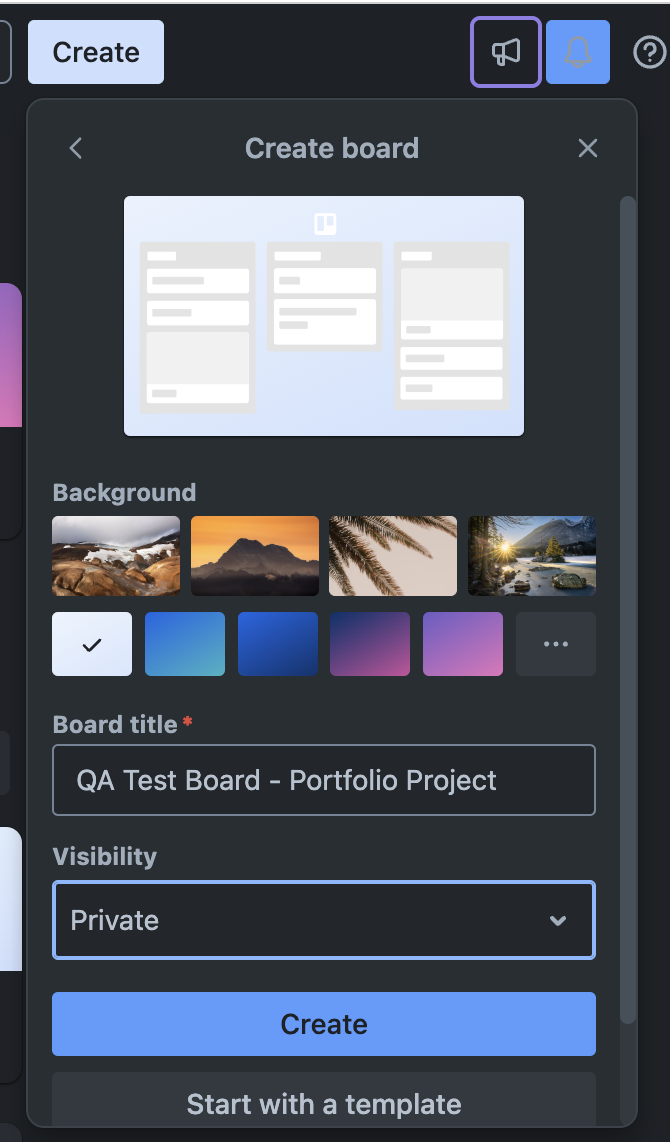 Create
Create board
Background
Board title *
QA Test Board - Portfolio Project
Visibility
Private
Create
Start with a template